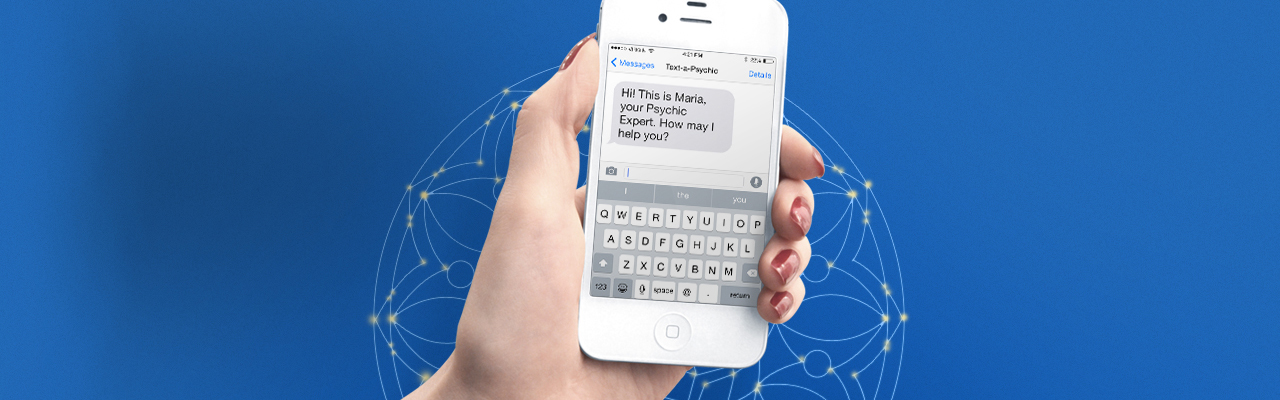 4:21 PM
22%
Messages Text-a-Psychic Details
Hi! This is Maria,
your Psychic
Expert. How may I
help you?
I the you
Q W E R T Y U I O P
A S D F G H J K L
Z X C V B N M
123 space @ . return